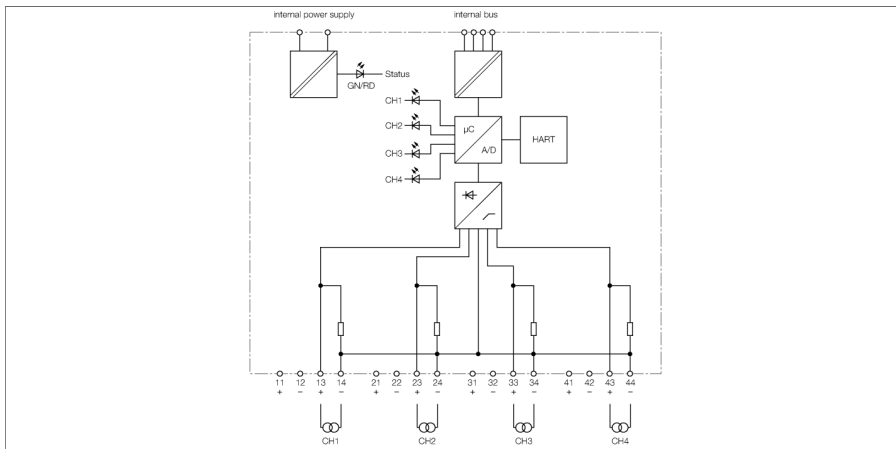 internal power supply internal bus
Status
GN/RD
CH1
CH2
CH3
CH4
µC
A/D
HART
11 12 13 14 21 22 23 24 31 32 33 34 41 42 43 44
+ − + − + − + − + − + − + − + −
CH1 CH2 CH3 CH4